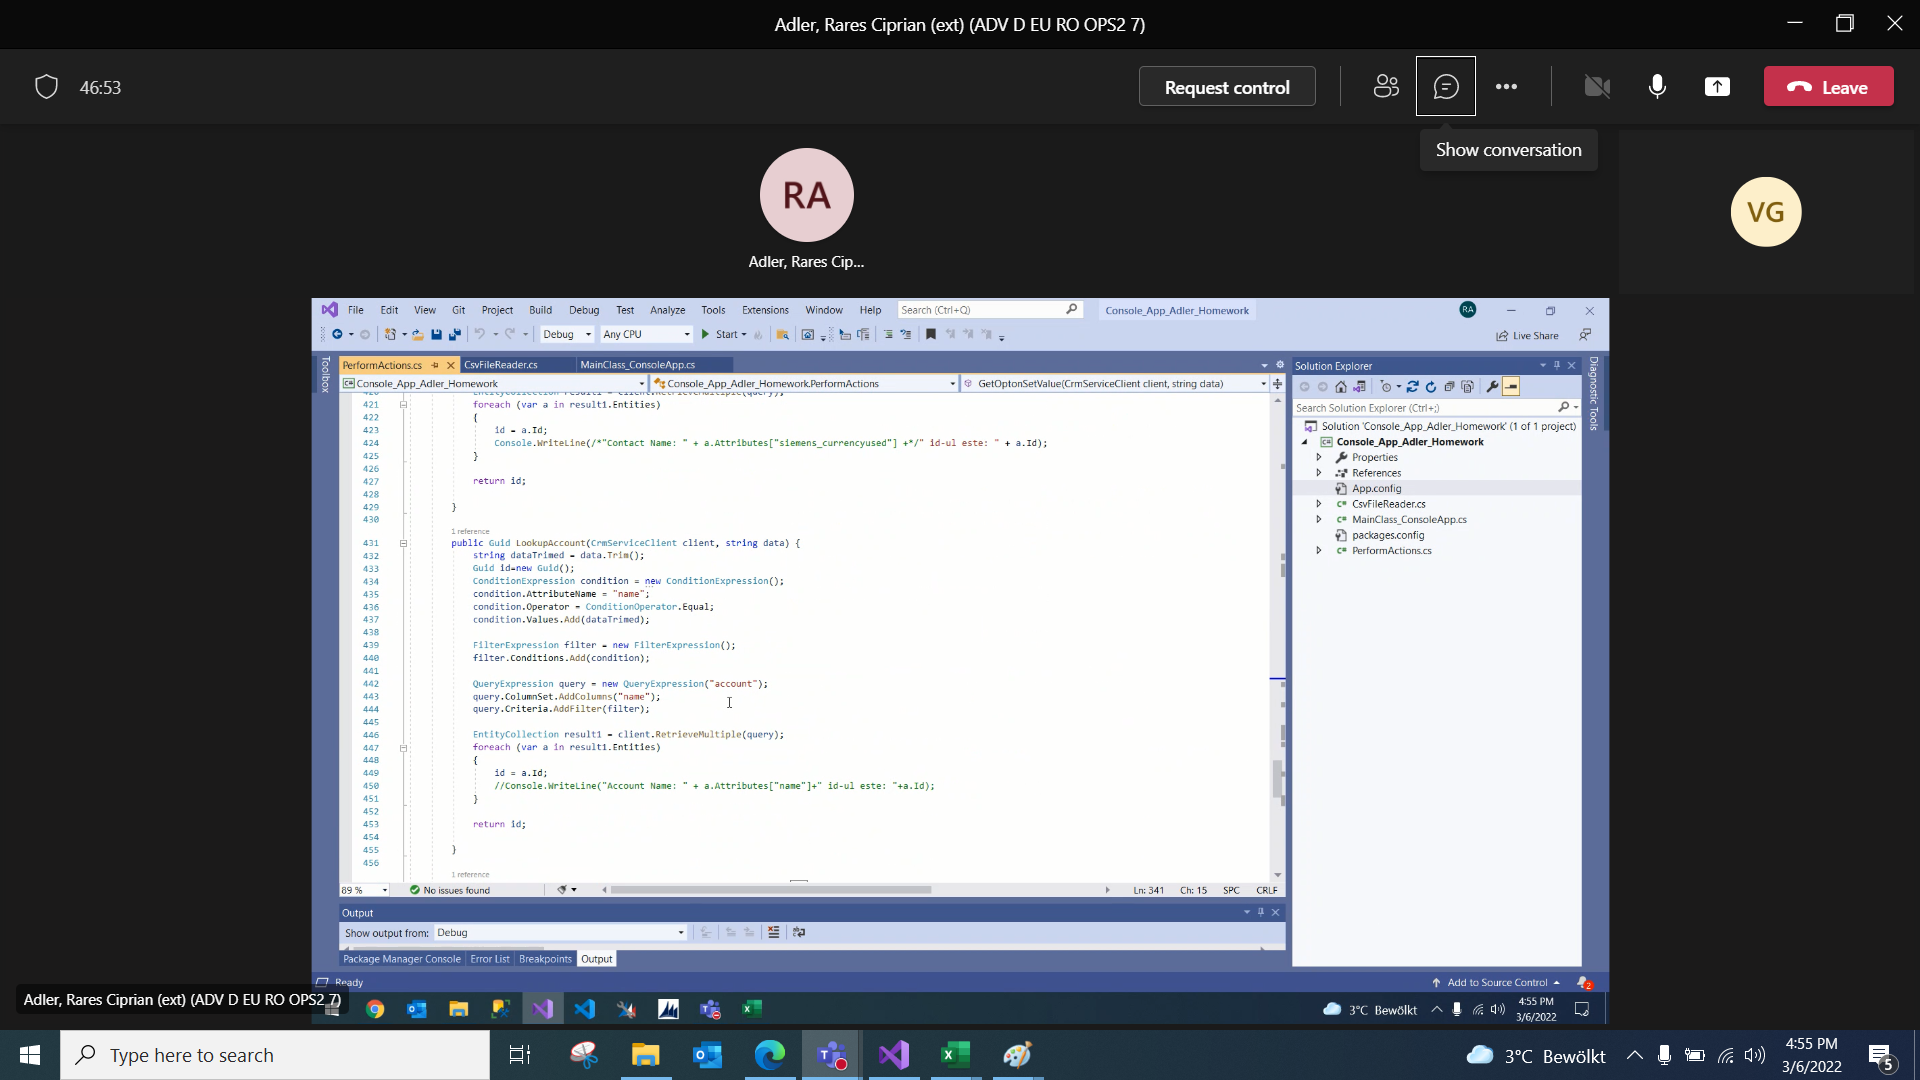 Adler, Rares Ciprian (ext) (ADV D EU RO OPS2 7)
46:53
Request control
Leave
Show conversation
RA
Adler, Rares Cip...
VG
File Edit View Git Project Build Debug Test Analyze Tools Extensions Window Help Search (Ctrl+Q) Console_App_Adler_Homework RA
Debug Any CPU Start Live Share
Toolbox
PerformActions.cs CsvFileReader.cs MainClass_ConsoleApp.cs
Console_App_Adler_Homework Console_App_Adler_Homework.PerformActions GetOptonSetValue(CrmServiceClient client, string data)
420 EntityCollection result1 = client.RetrieveMultiple(query);
421 foreach (var a in result1.Entities)
422 {
423 id = a.Id;
424 Console.WriteLine(/*"Contact Name: " + a.Attributes["siemens_currencyused"] +*/" id-ul este: " + a.Id);
425 }
426
427 return id;
428
429 }
430
1 reference
431 public Guid LookupAccount(CrmServiceClient client, string data) {
432 string dataTrimed = data.Trim();
433 Guid id=new Guid();
434 ConditionExpression condition = new ConditionExpression();
435 condition.AttributeName = "name";
436 condition.Operator = ConditionOperator.Equal;
437 condition.Values.Add(dataTrimed);
438
439 FilterExpression filter = new FilterExpression();
440 filter.Conditions.Add(condition);
441
442 QueryExpression query = new QueryExpression("account");
443 query.ColumnSet.AddColumns("name");
444 query.Criteria.AddFilter(filter);
445
446 EntityCollection result1 = client.RetrieveMultiple(query);
447 foreach (var a in result1.Entities)
448 {
449 id = a.Id;
450 //Console.WriteLine("Account Name: " + a.Attributes["name"]+" id-ul este: "+a.Id);
451 }
452
453 return id;
454
455 }
456
1 reference
89 % No issues found Ln: 341 Ch: 15 SPC CRLF
Output
Show output from: Debug
Package Manager Console Error List Breakpoints Output
Solution Explorer
Search Solution Explorer (Ctrl+;)
Solution 'Console_App_Adler_Homework' (1 of 1 project)
Console_App_Adler_Homework
Properties
References
App.config
CsvFileReader.cs
MainClass_ConsoleApp.cs
packages.config
PerformActions.cs
Diagnostic Tools
Ready Add to Source Control 2
Adler, Rares Ciprian (ext) (ADV D EU RO OPS2 7)
3°C Bewölkt 4:55 PM
3/6/2022
Type here to search
3°C Bewölkt 4:55 PM
3/6/2022 5